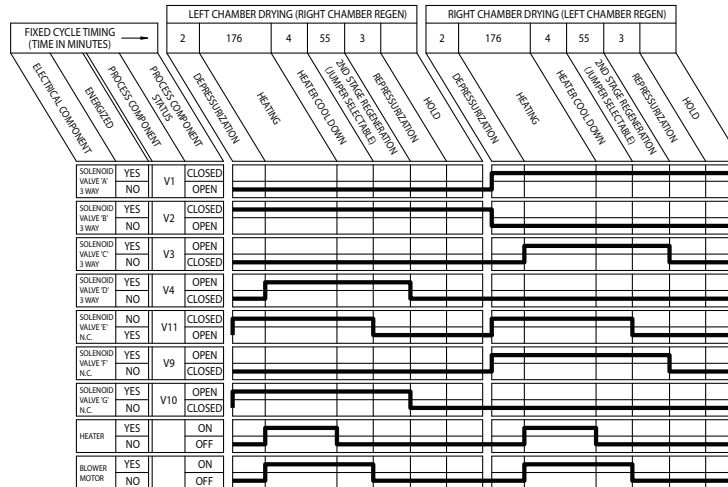 LEFT CHAMBER DRYING (RIGHT CHAMBER REGEN)
RIGHT CHAMBER DRYING (LEFT CHAMBER REGEN)
FIXED CYCLE TIMING
(TIME IN MINUTES)
2 176 4 55 3
2 176 4 55 3
ELECTRICAL COMPONENT
ENERGIZED
PROCESS COMPONENT
PROCESS COMPONENT
STATUS
DEPRESSURIZATION
HEATING
HEATER COOLDOWN
2ND STAGE REGENERATION
(JUMPER SELECTABLE)
REPRESSURIZATION
HOLD
DEPRESSURIZATION
HEATING
HEATER COOLDOWN
2ND STAGE REGENERATION
(JUMPER SELECTABLE)
REPRESSURIZATION
HOLD
SOLENOID
VALVE 'A'
3 WAY
YES
NO
V1
CLOSED
OPEN
SOLENOID
VALVE 'B'
3 WAY
YES
NO
V2
CLOSED
OPEN
SOLENOID
VALVE 'C'
3 WAY
YES
NO
V3
OPEN
CLOSED
SOLENOID
VALVE 'D'
3 WAY
YES
NO
V4
OPEN
CLOSED
SOLENOID
VALVE 'E'
N.C.
NO
YES
V11
CLOSED
OPEN
SOLENOID
VALVE 'F'
N.C.
YES
NO
V9
OPEN
CLOSED
SOLENOID
VALVE 'G'
N.C.
YES
NO
V10
OPEN
CLOSED
HEATER
YES
NO
ON
OFF
BLOWER
MOTOR
YES
NO
ON
OFF